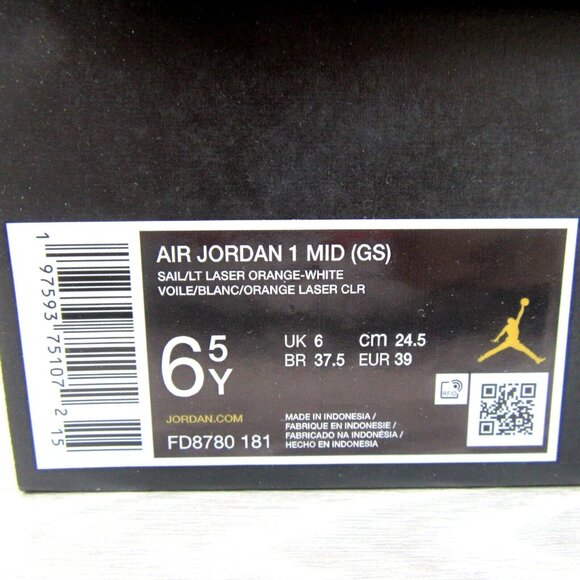 AIR JORDAN 1 MID (GS)
SAIL/LT LASER ORANGE-WHITE
VOILE/BLANC/ORANGE LASER CLR
6.5Y
UK 6 CM 24.5
BR 37.5 EUR 39
JORDAN.COM
FD8780 181
MADE IN INDONESIA /
FABRIQUE EN INDONESIE /
FABRICADO NA INDONÉSIA /
HECHO EN INDONESIA
RFID
1 97593 75107 2 15